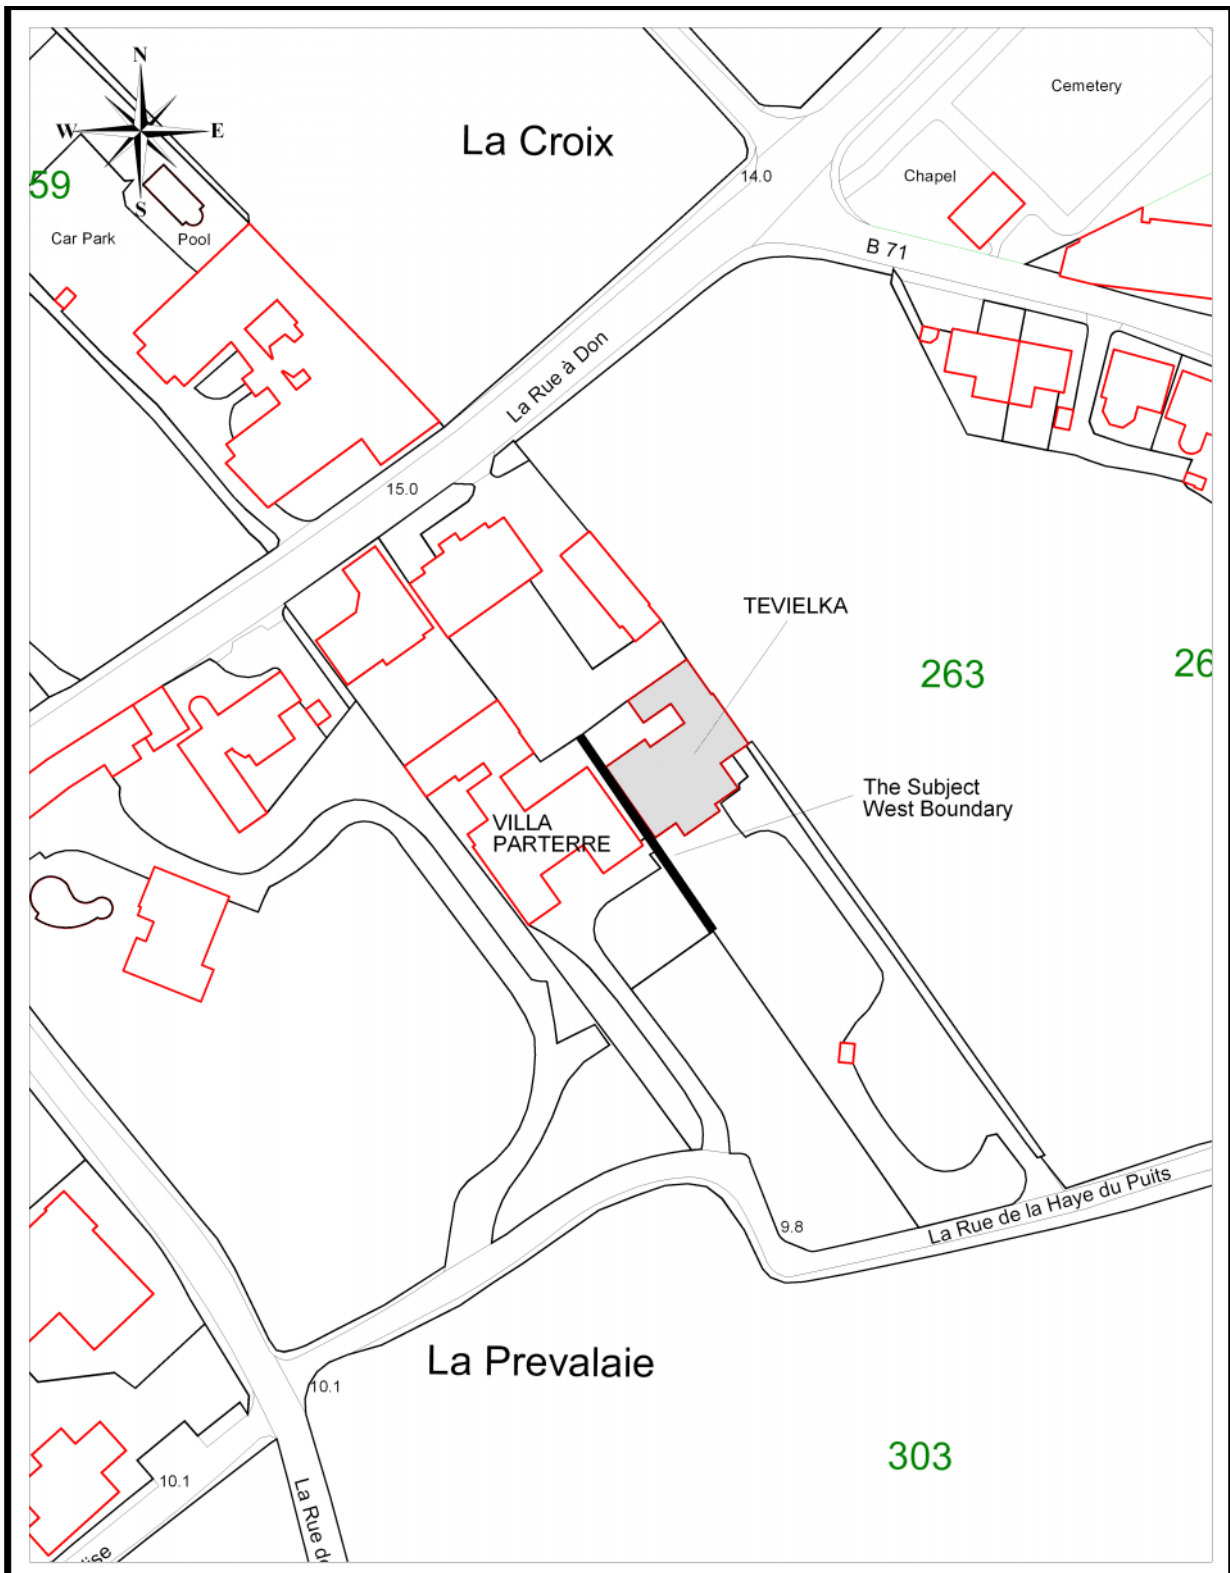 N
W
E
S
La Croix
Cemetery
Chapel
14.0
59
Car Park
Pool
B 71
La Rue à Don
15.0
TEVIELKA
263
26
The Subject
West Boundary
VILLA
PARTERRE
La Rue de la Haye du Puits
9.8
La Prevalaie
10.1
303
10.1
La Rue de
lise